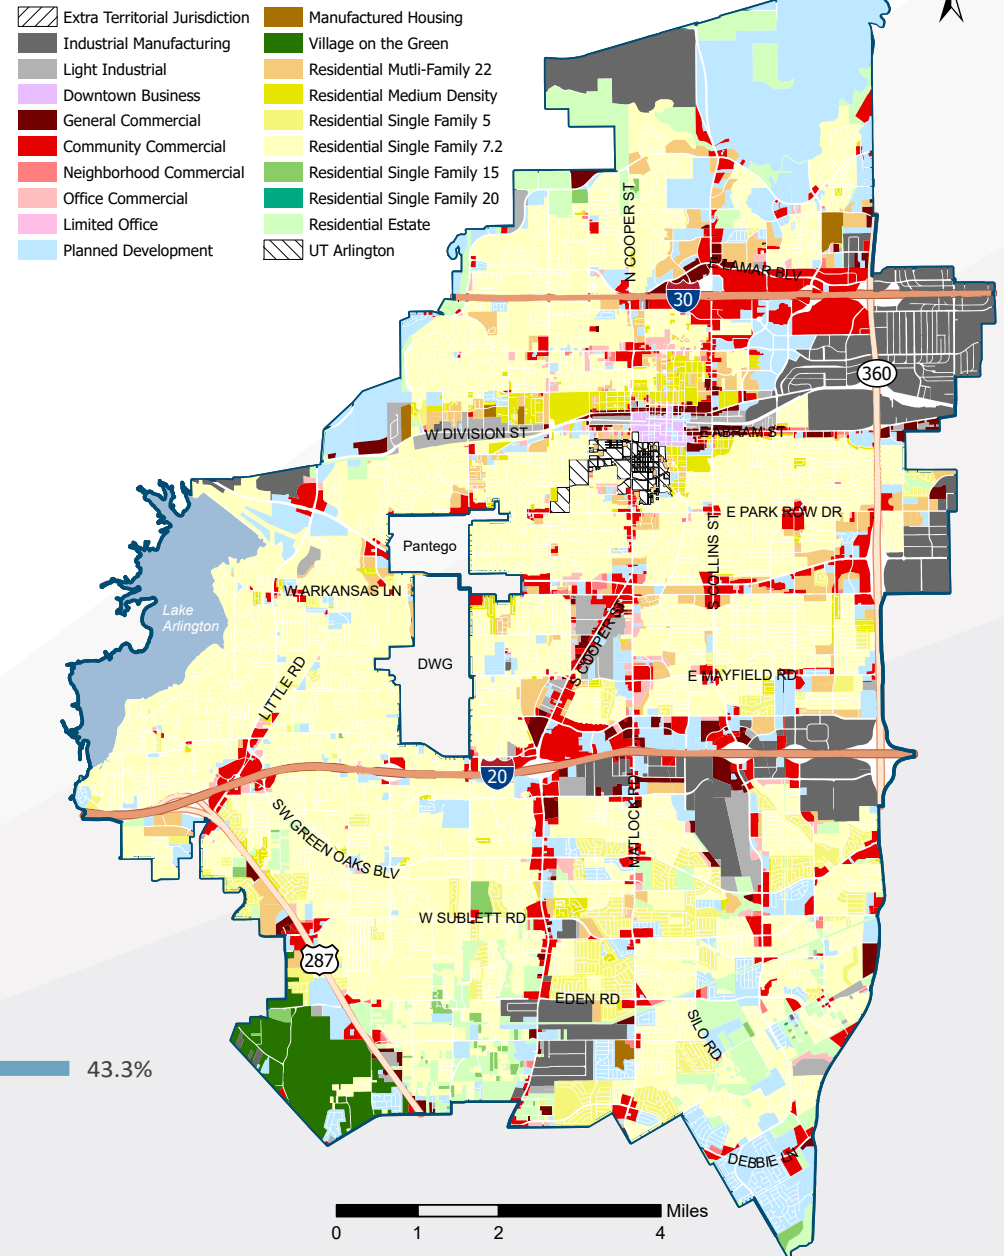 Extra Territorial Jurisdiction
Industrial Manufacturing
Light Industrial
Downtown Business
General Commercial
Community Commercial
Neighborhood Commercial
Office Commercial
Limited Office
Planned Development
Manufactured Housing
Village on the Green
Residential Mutli-Family 22
Residential Medium Density
Residential Single Family 5
Residential Single Family 7.2
Residential Single Family 15
Residential Single Family 20
Residential Estate
UT Arlington
N COOPER ST
E LAMAR BLV
30
360
W DIVISION ST
E ABRAM ST
E PARK ROW DR
S COLLINS ST
Pantego
W ARKANSAS LN
Lake
Arlington
S COOPER ST
DWG
E MAYFIELD RD
LITTLE RD
20
MATLOCK RD
SW GREEN OAKS BLV
W SUBLETT RD
287
EDEN RD
SILO RD
43.3%
DEBBIE LN
0 1 2 4 Miles